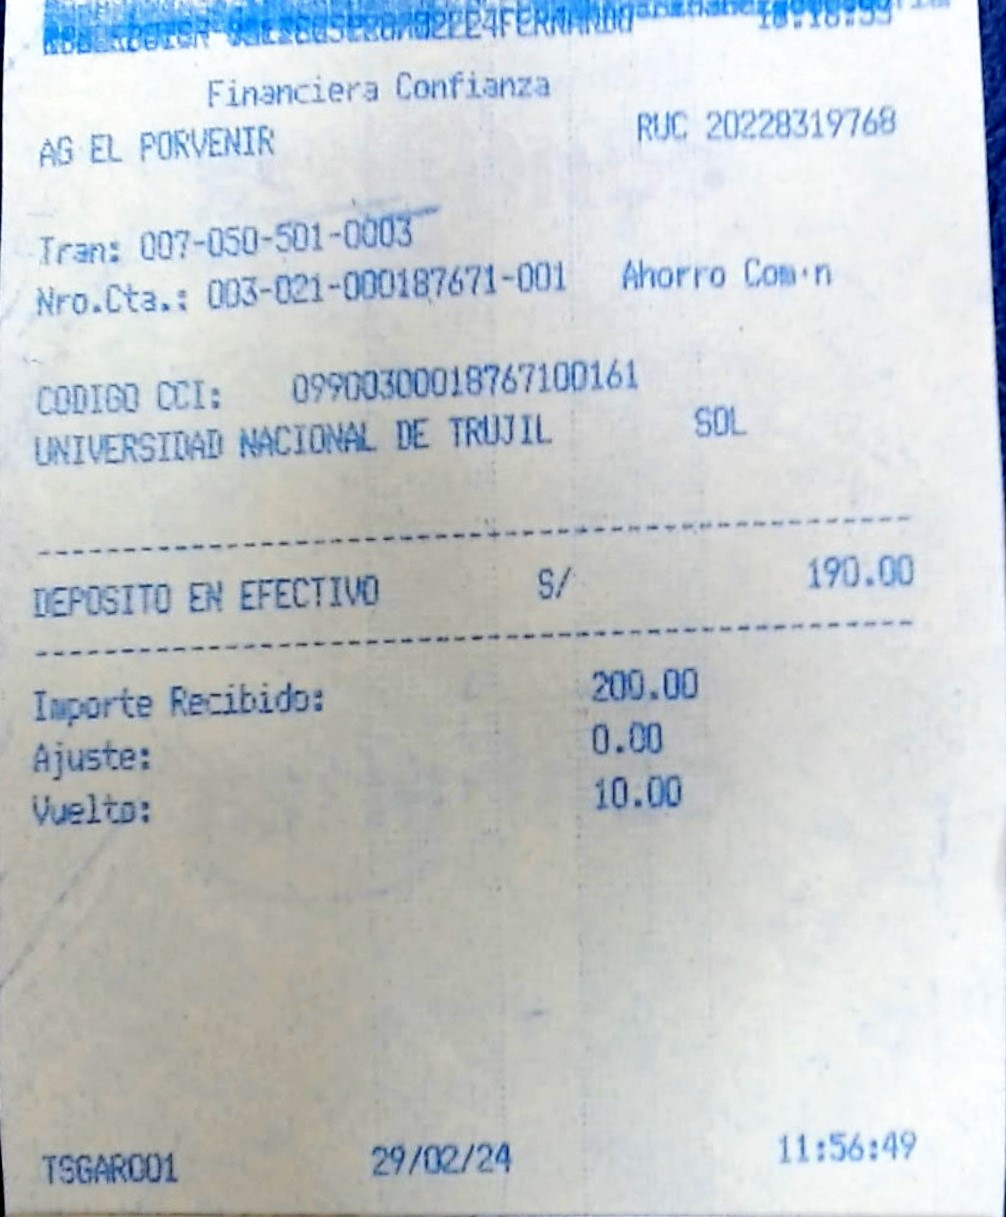 Financiera Confianza
AG EL PORVENIR RUC 20228319768
Tran: 007-050-501-0003
Nro.Cta.: 003-021-000187671-001 Ahorro Com·n
CODIGO CCI: 09900300018767100161
UNIVERSIDAD NACIONAL DE TRUJIL SOL
DEPOSITO EN EFECTIVO S/ 190.00
Importe Recibido: 200.00
Ajuste: 0.00
Vuelto: 10.00
TSGAR001 29/02/24 11:56:49